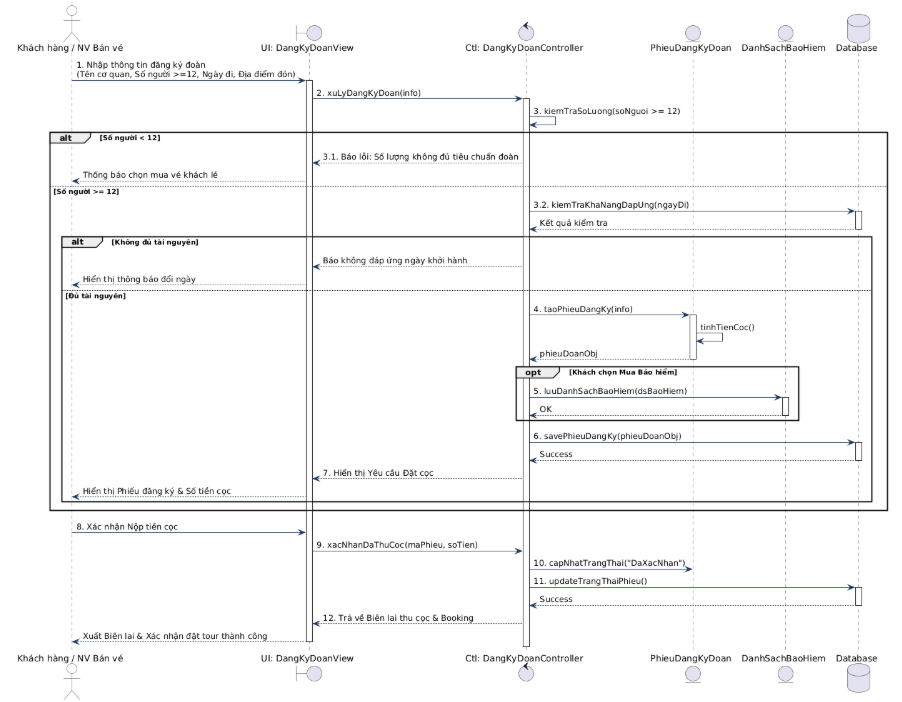 Khách hàng / NV Bán vé
UI: DangKyDoanView
Ctl: DangKyDoanController
PhieuDangKyDoan
DanhSachBaoHiem
Database
1. Nhập thông tin đăng ký đoàn
(Tên cơ quan, Số người >=12, Ngày đi, Địa điểm đón)
2. xuLyDangKyDoan(info)
3. kiemTraSoLuong(soNguoi >= 12)
alt [Số người < 12]
3.1. Báo lỗi: Số lượng không đủ tiêu chuẩn đoàn
Thông báo chọn mua vé khách lẻ
[Số người >= 12]
3.2. kiemTraKhaNangDapUng(ngayDi)
Kết quả kiểm tra
alt [Không đủ tài nguyên]
Báo không đáp ứng ngày khởi hành
Hiển thị thông báo đổi ngày
[Đủ tài nguyên]
4. taoPhieuDangKy(info)
tinhTienCoc()
phieuDoanObj
opt [Khách chọn Mua Bảo hiểm]
5. luuDanhSachBaoHiem(dsBaoHiem)
OK
6. savePhieuDangKy(phieuDoanObj)
Success
7. Hiển thị Yêu cầu Đặt cọc
Hiển thị Phiếu đăng ký & Số tiền cọc
8. Xác nhận Nộp tiền cọc
9. xacNhanDaThuCoc(maPhieu, soTien)
10. capNhatTrangThai("DaXacNhan")
11. updateTrangThaiPhieu()
Success
12. Trả về Biên lai thu cọc & Booking
Xuất Biên lai & Xác nhận đặt tour thành công
Khách hàng / NV Bán vé
UI: DangKyDoanView
Ctl: DangKyDoanController
PhieuDangKyDoan
DanhSachBaoHiem
Database